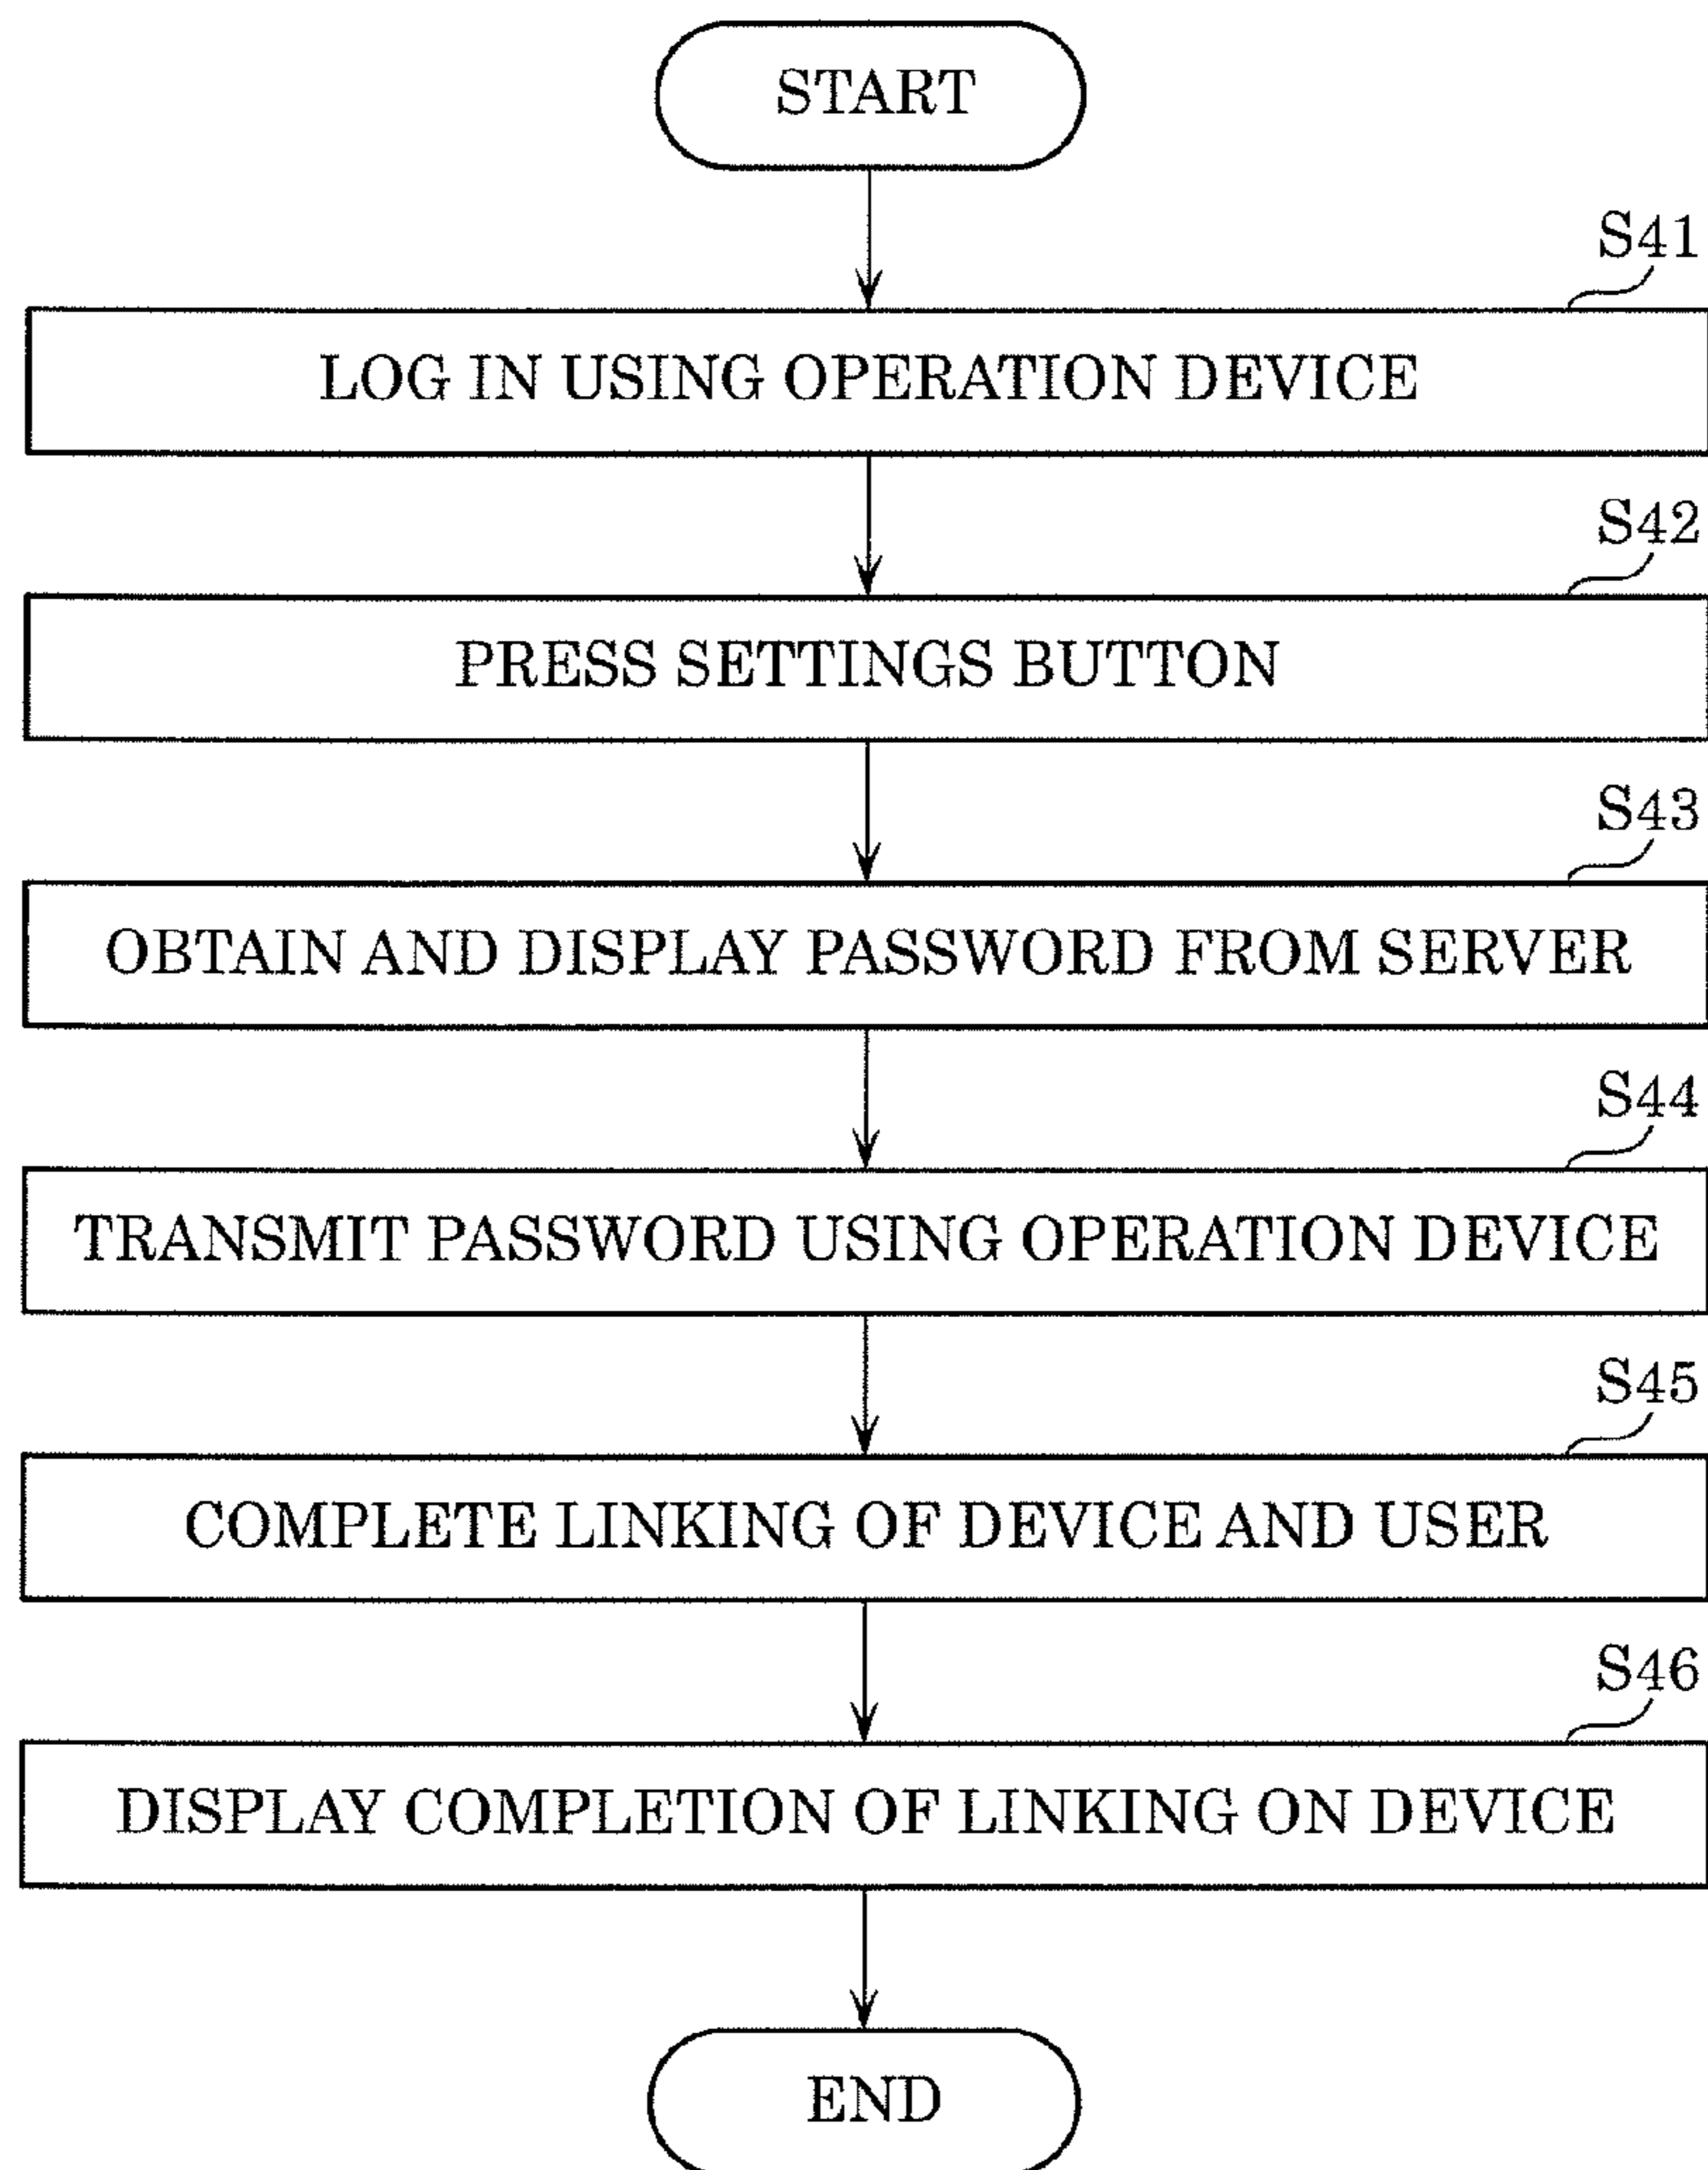 START
S41
LOG IN USING OPERATION DEVICE
S42
PRESS SETTINGS BUTTON
S43
OBTAIN AND DISPLAY PASSWORD FROM SERVER
S44
TRANSMIT PASSWORD USING OPERATION DEVICE
S45
COMPLETE LINKING OF DEVICE AND USER
S46
DISPLAY COMPLETION OF LINKING ON DEVICE
END